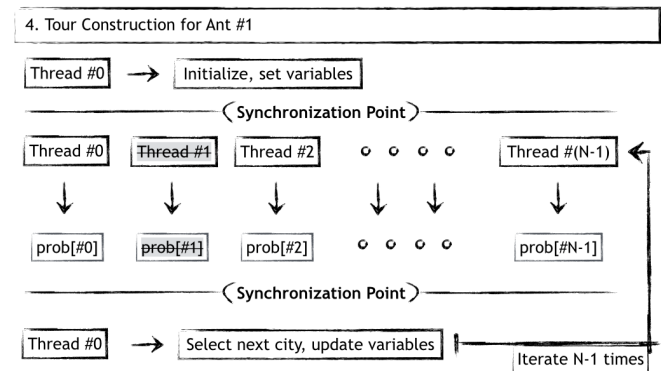 4. Tour Construction for Ant #1
Thread #0 Initialize, set variables
Synchronization Point
Thread #0 Thread #1 Thread #2 Thread #(N-1)
prob[#0] prob[#1] prob[#2] prob[#N-1]
Synchronization Point
Thread #0 Select next city, update variables
Iterate N-1 times